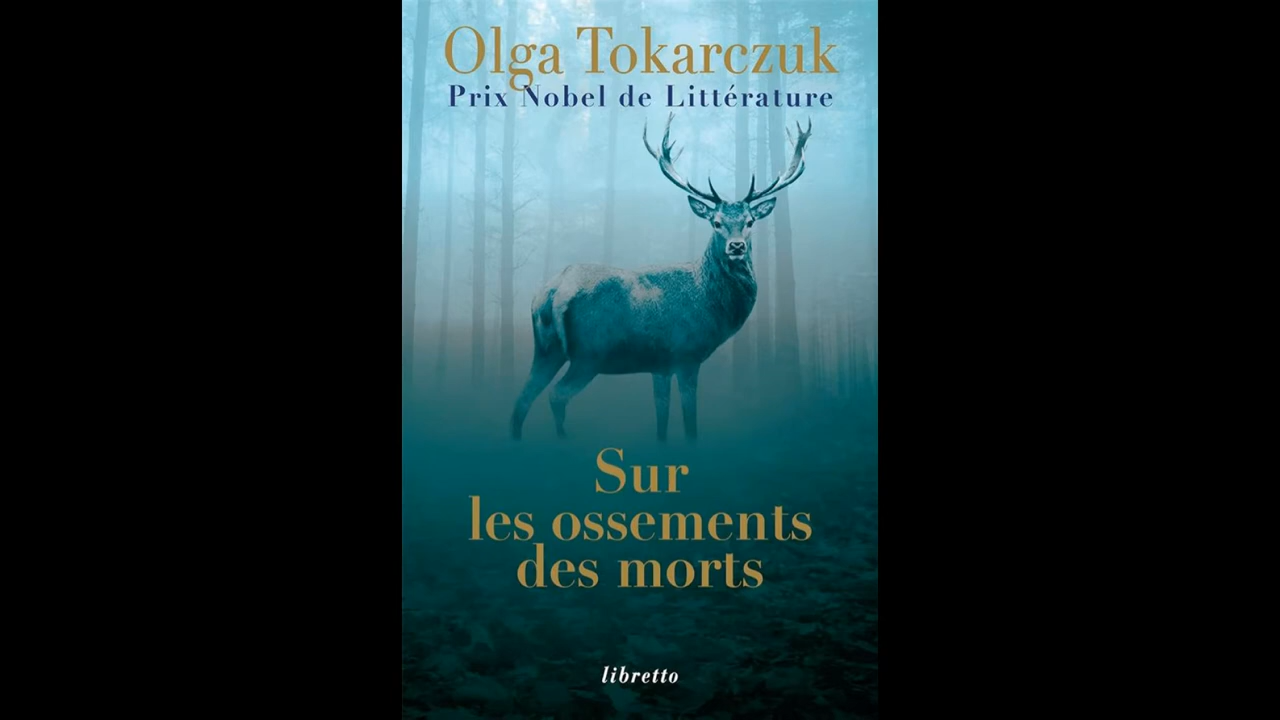 Olga Tokarczuk
Prix Nobel de Littérature
Sur
les ossements
des morts
libretto